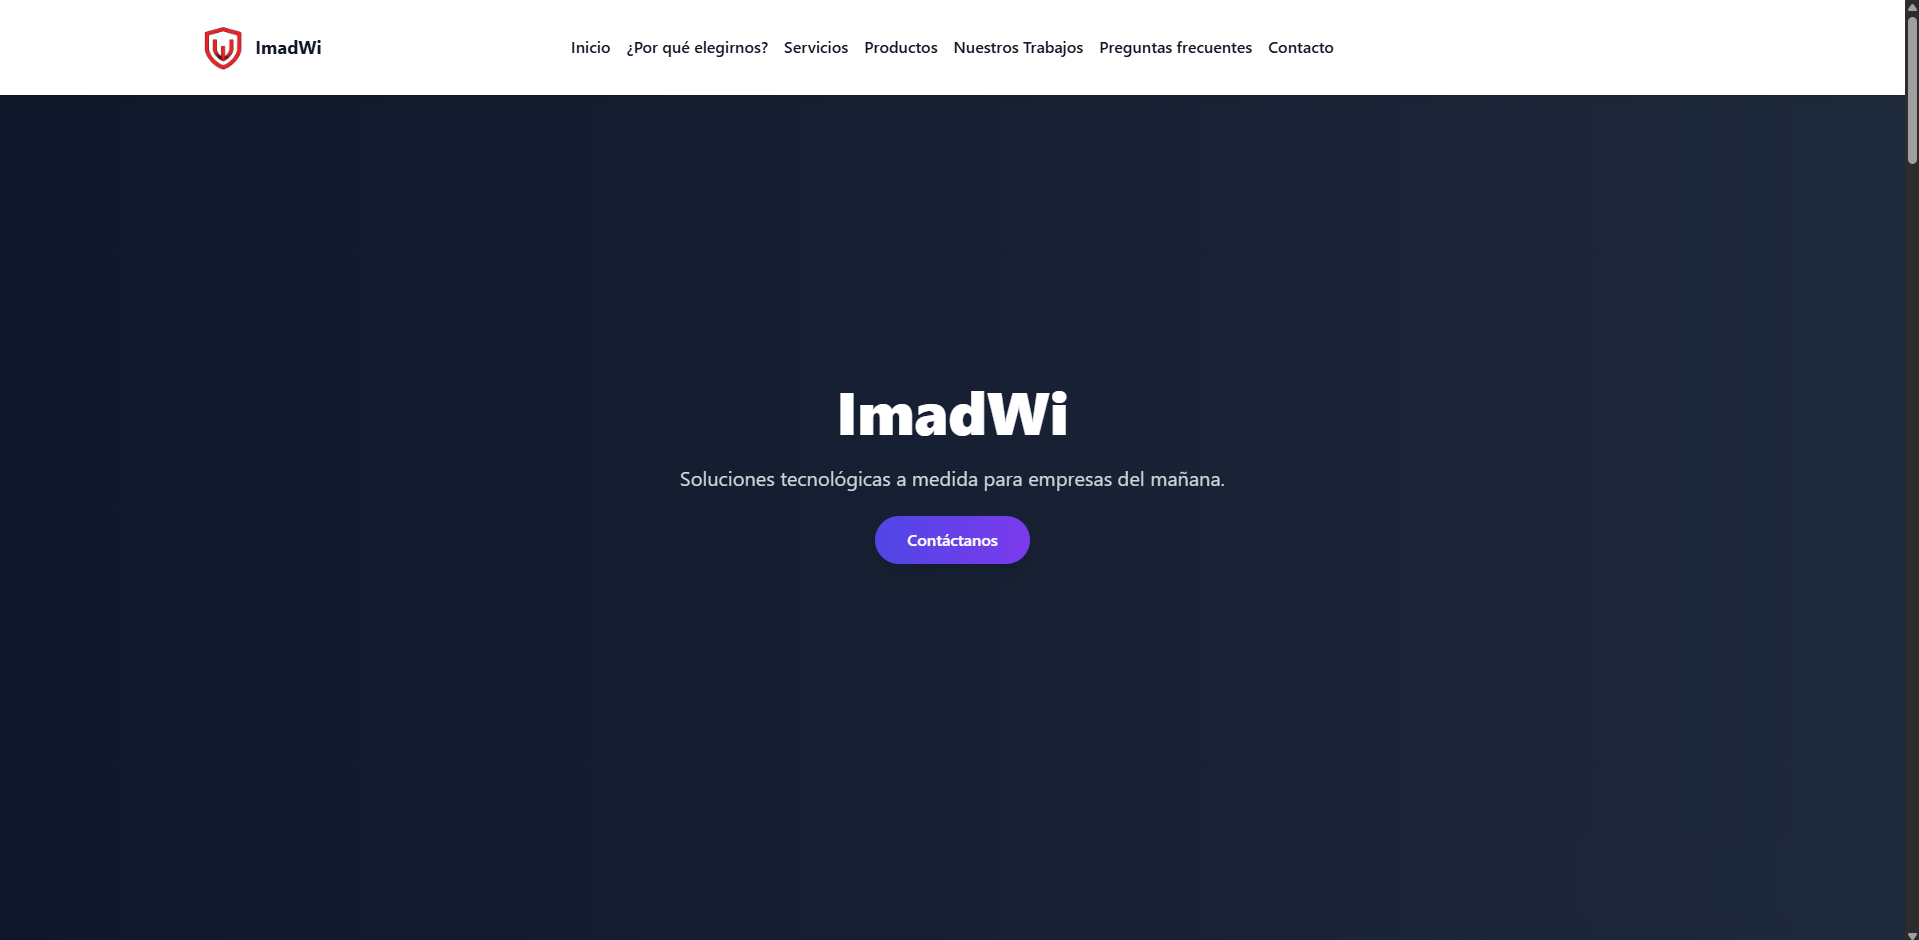 ImadWi
Inicio ¿Por qué elegirnos? Servicios Productos Nuestros Trabajos Preguntas frecuentes Contacto
ImadWi
Soluciones tecnológicas a medida para empresas del mañana.
Contáctanos